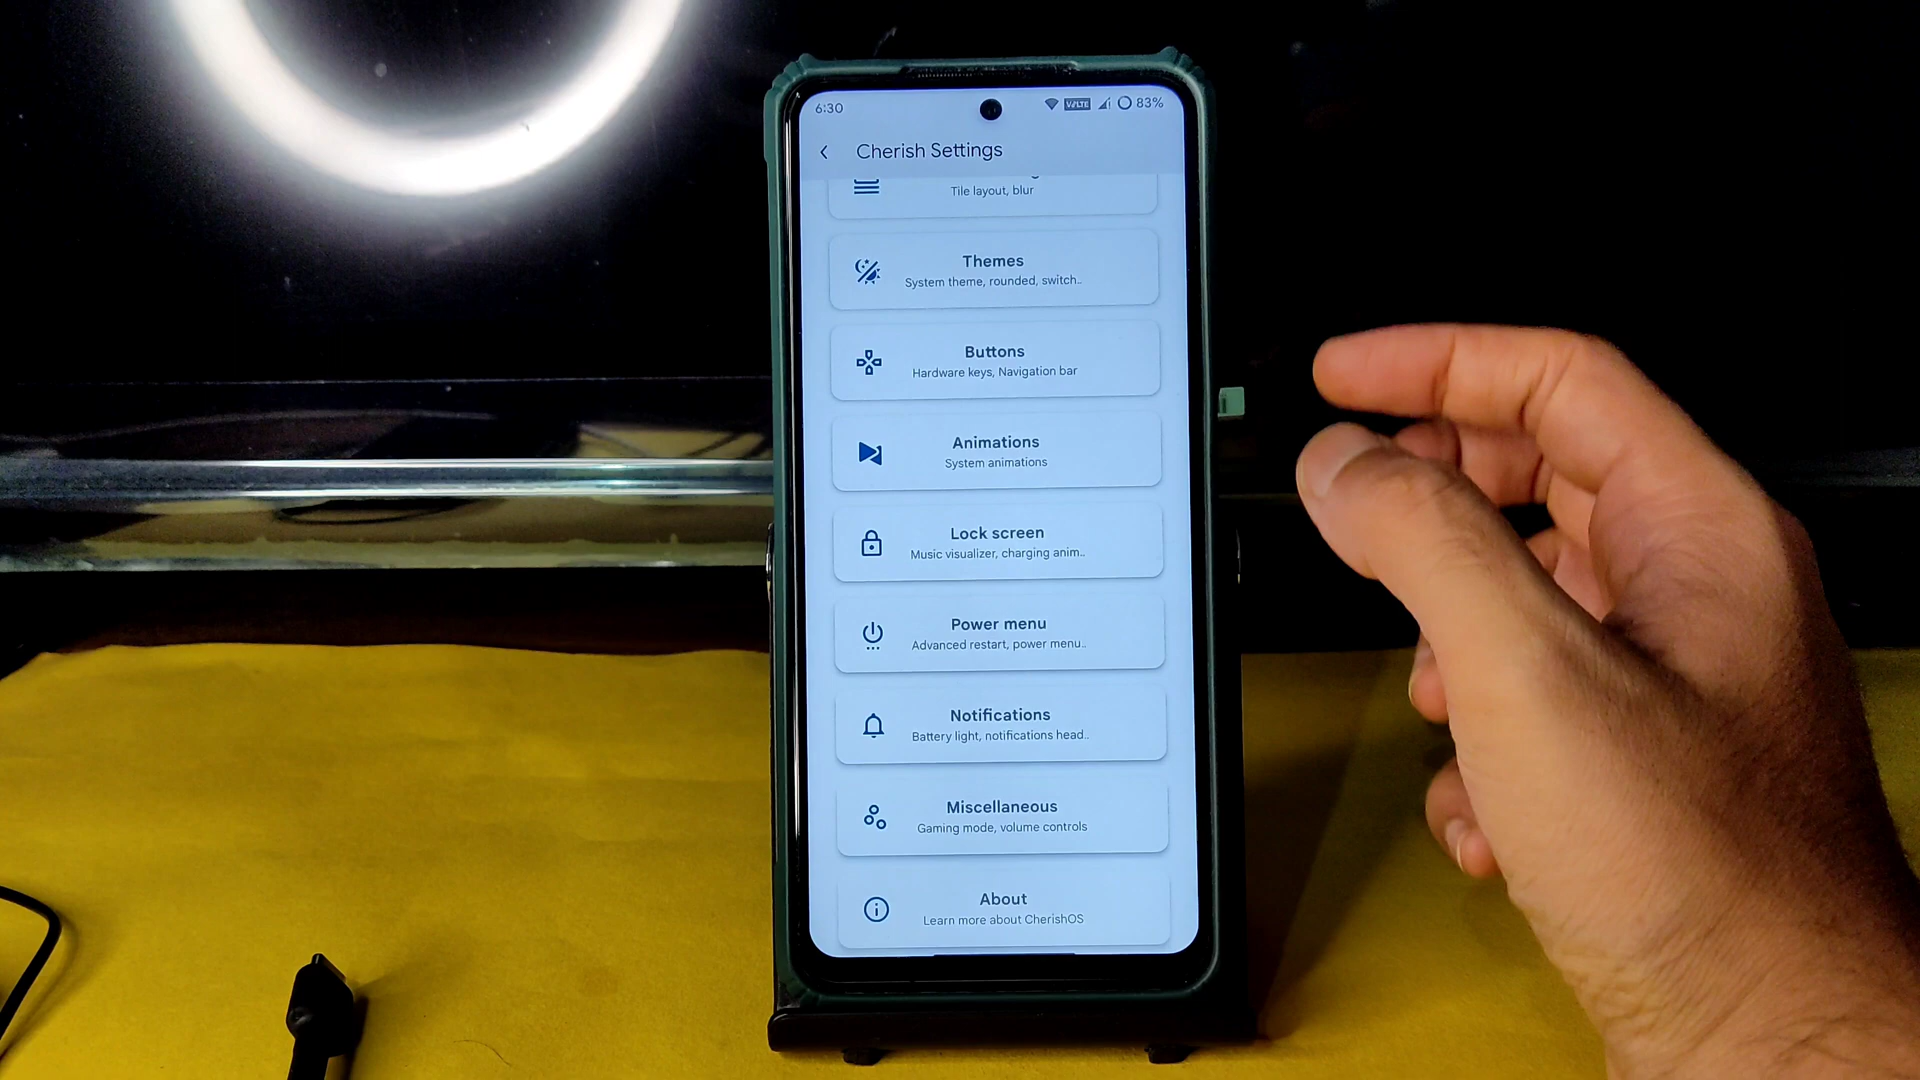 6:30
VoLTE 83%
Cherish Settings
Tile layout, blur
Themes
System theme, rounded, switch..
Buttons
Hardware keys, Navigation bar
Animations
System animations
Lock screen
Music visualizer, charging anim..
Power menu
Advanced restart, power menu..
Notifications
Battery light, notifications head..
Miscellaneous
Gaming mode, volume controls
About
Learn more about CherishOS